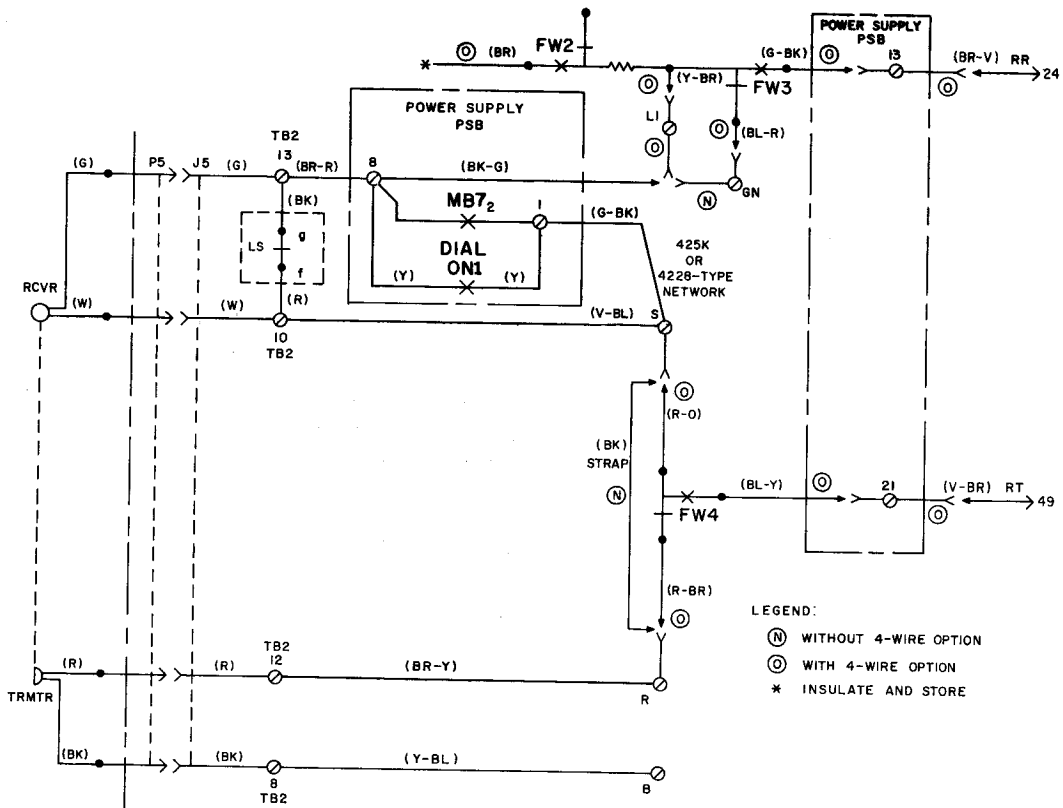 O (BR) FW2
POWER SUPPLY
PSB
(G-BK) O 13 (BR-V) RR
24
O (Y-BR) FW3 O
L1 O (BL-R)
O
GN
N
POWER SUPPLY
PSB
TB2
(G) P5 J5 (G) 13 (BR-R) 8 (BK-G)
(BK)
MB7₂ 1 (G-BK)
g
LS
f
DIAL
ON1
(Y) (Y)
425K
OR
4228-TYPE
NETWORK
RCVR
(W) (W) (R) (V-BL) S
10
TB2
O
(R-O)
(BK)
STRAP
N
(BL-Y) O 21 (V-BR) RT
49
O
FW4
(R-BR)
O
LEGEND:
N WITHOUT 4-WIRE OPTION
O WITH 4-WIRE OPTION
* INSULATE AND STORE
TB2
(R) (R) 12 (BR-Y)
R
TRMTR
(BK) (BK) (Y-BL)
8
TB2
B